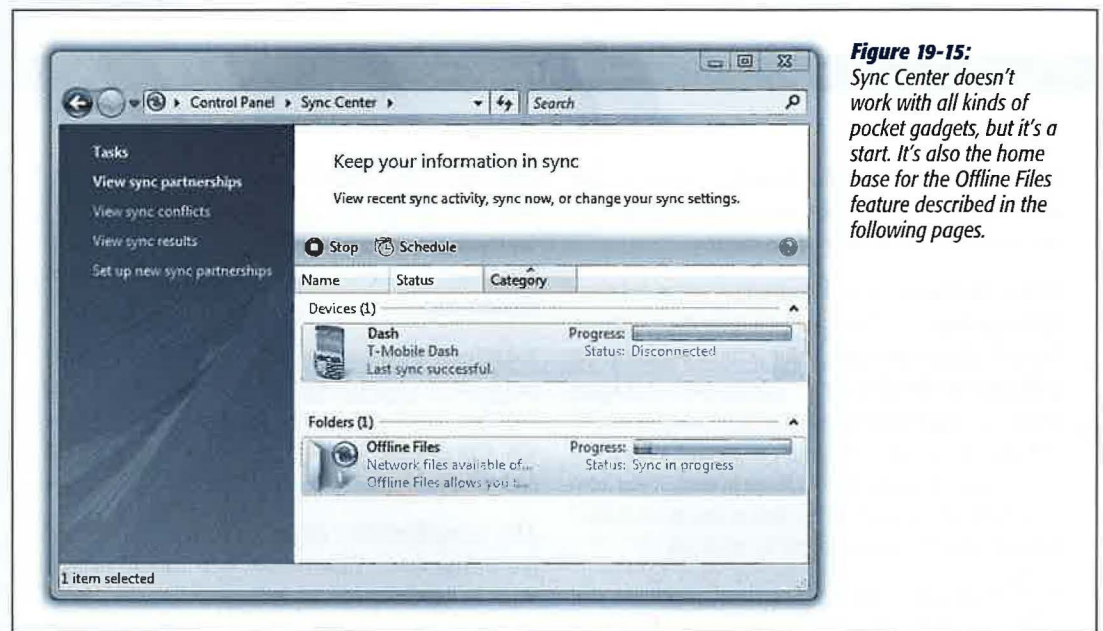 Control Panel Sync Center
Search
Tasks
View sync partnerships
View sync conflicts
View sync results
Set up new sync partnerships
Keep your information in sync
View recent sync activity, sync now, or change your sync settings.
Stop Schedule
Name Status Category
Devices (1)
Dash
T-Mobile Dash
Last sync successful.
Progress:
Status: Disconnected
Folders (1)
Offline Files
Network files available of...
Offline Files allows you t...
Progress:
Status: Sync in progress
1 item selected
Figure 19-15:
Sync Center doesn't
work with all kinds of
pocket gadgets, but it's a
start. It's also the home
base for the Offline Files
feature described in the
following pages.